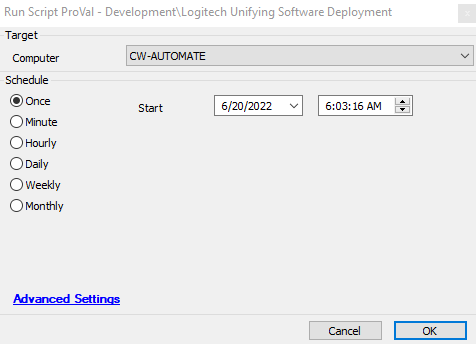 Run Script ProVal - Development\Logitech Unifying Software Deployment
Target
Computer CW-AUTOMATE
Schedule
Once Start 6/20/2022 6:03:16 AM
Minute
Hourly
Daily
Weekly
Monthly
Advanced Settings
Cancel OK